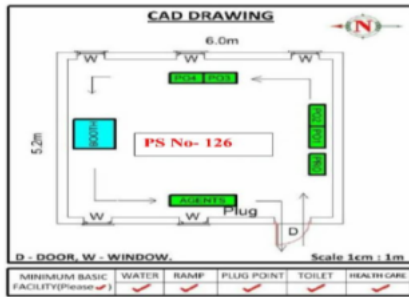 CAD DRAWING
N
6.0m
W W W
PO4 PO3
5.2m
BOOTH
PS No- 126
PO2
PO1
PRO
AGENTS
Plug
W W
D
D - DOOR, W - WINDOW.
Scale 1cm : 1m
MINIMUM BASIC FACILITY(Please✓) WATER RAMP PLUG POINT TOILET HEALTH CARE